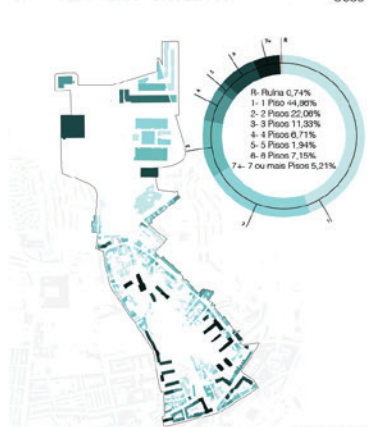 R- Ruína 0,74%
1- 1 Piso 44,86%
2- 2 Pisos 22,06%
3- 3 Pisos 11,33%
4- 4 Pisos 6,71%
5- 5 Pisos 1,94%
6- 6 Pisos 7,15%
7+- 7 ou mais Pisos 5,21%